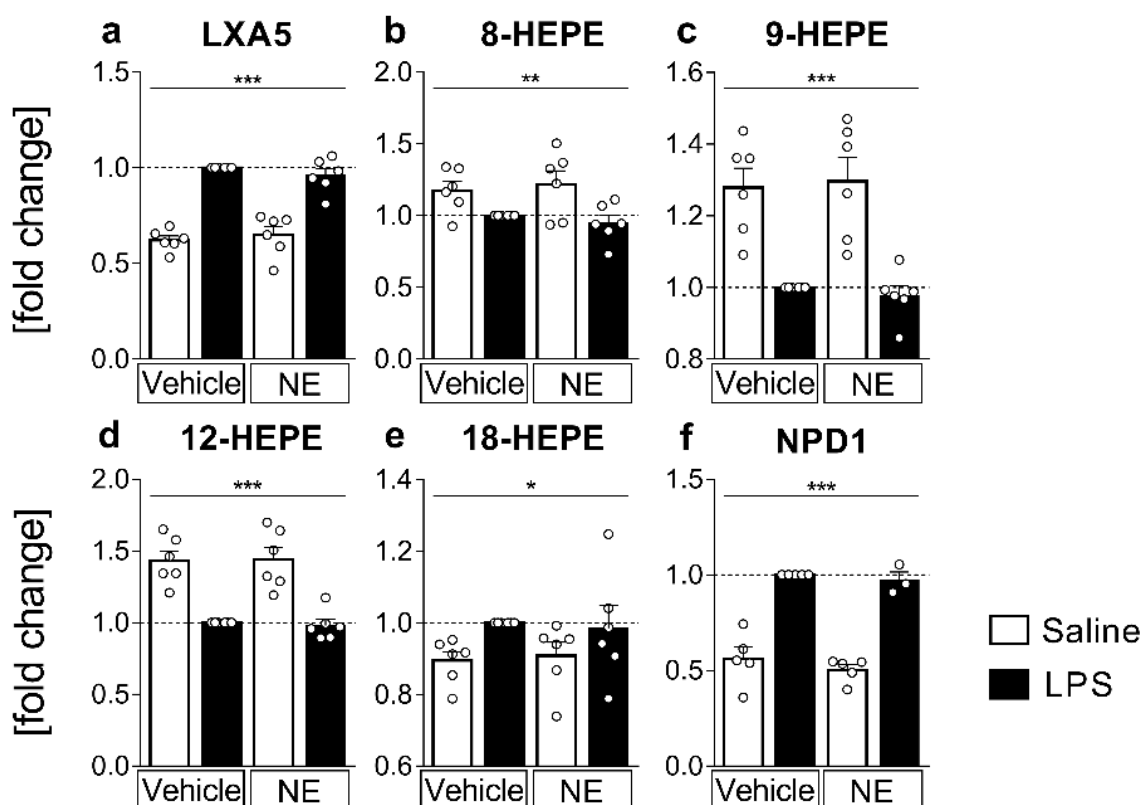 a LXA5
[fold change]
***
1.5
1.0
0.5
0.0
Vehicle NE
b 8-HEPE
**
2.0
1.5
1.0
0.5
0.0
Vehicle NE
c 9-HEPE
***
1.6
1.4
1.2
1.0
0.8
Vehicle NE
d 12-HEPE
[fold change]
***
2.0
1.5
1.0
0.5
0.0
Vehicle NE
e 18-HEPE
*
1.4
1.2
1.0
0.8
0.6
Vehicle NE
f NPD1
***
1.5
1.0
0.5
0.0
Vehicle NE
Saline
LPS